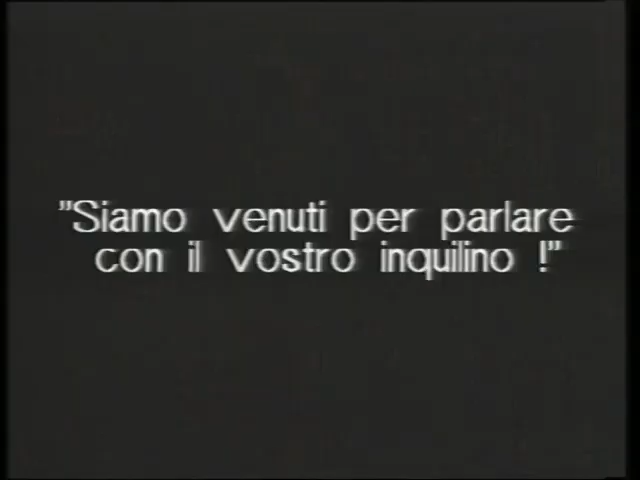 "Siamo venuti per parlare
con il vostro inquilino !"